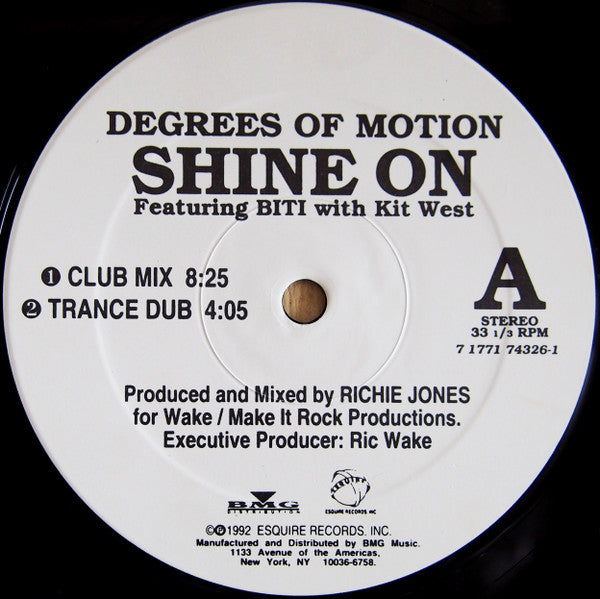 DEGREES OF MOTION
SHINE ON
Featuring BITI with Kit West
❶ CLUB MIX 8:25
❷ TRANCE DUB 4:05
A
STEREO
33 1/3 RPM
7 1771 74326-1
Produced and Mixed by RICHIE JONES
for Wake / Make It Rock Productions.
Executive Producer: Ric Wake
BMG
DISTRIBUTION
ESQUIRE
ESQUIRE RECORDS, INC
©℗1992 ESQUIRE RECORDS, INC.
Manufactured and Distributed by BMG Music.
1133 Avenue of the Americas,
New York, NY 10036-6758.